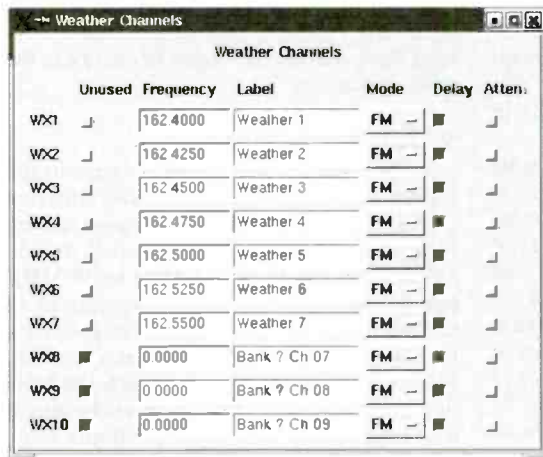 Weather Channels
Weather Channels
Unused Frequency Label Mode Delay Atten.
WX1 162.4000 Weather 1 FM
WX2 162.4250 Weather 2 FM
WX3 162.4500 Weather 3 FM
WX4 162.4750 Weather 4 FM
WX5 162.5000 Weather 5 FM
WX6 162.5250 Weather 6 FM
WX7 162.5500 Weather 7 FM
WX8 0.0000 Bank ? Ch 07 FM
WX9 0.0000 Bank ? Ch 08 FM
WX10 0.0000 Bank ? Ch 09 FM